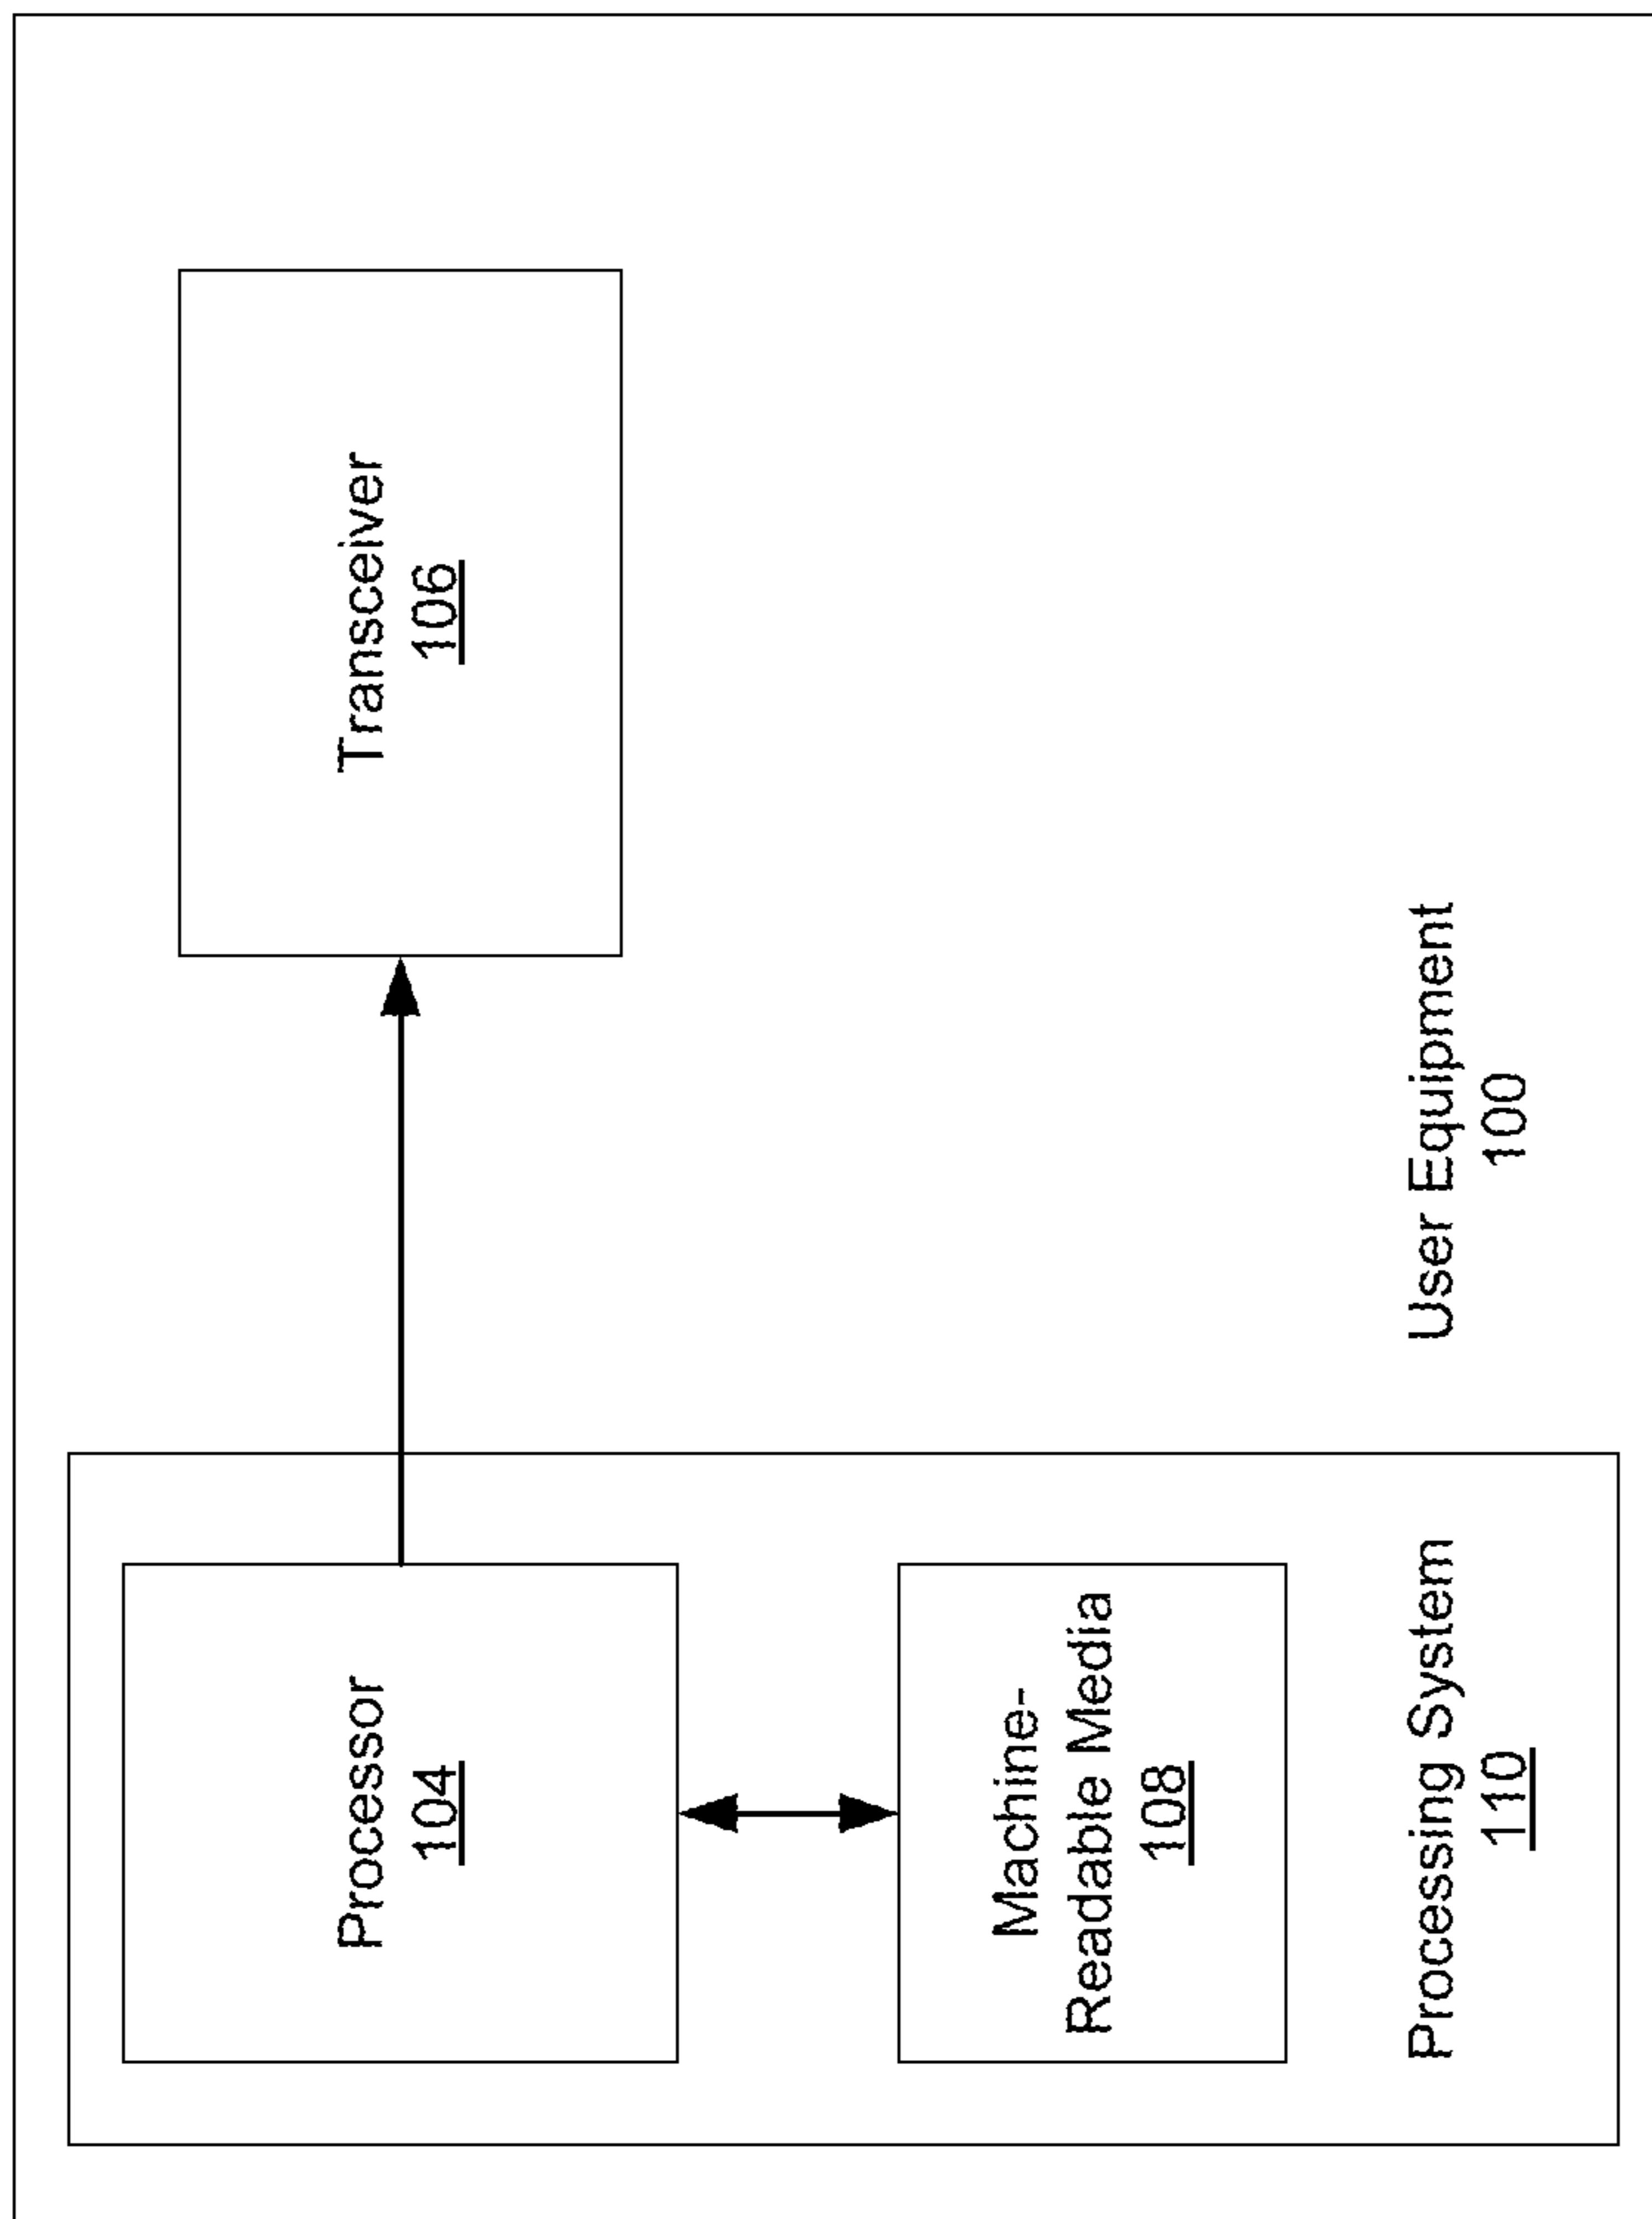 Processor
104
Transceiver
106
Machine-
Readable Media
108
Processing System
110
User Equipment
100